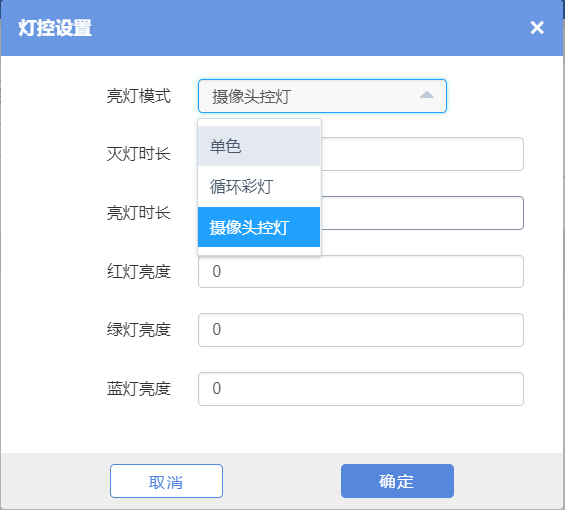 灯控设置
亮灯模式 摄像头控灯
单色
灭灯时长
循环彩灯
亮灯时长
摄像头控灯
红灯亮度 0
绿灯亮度 0
蓝灯亮度 0
取消 确定